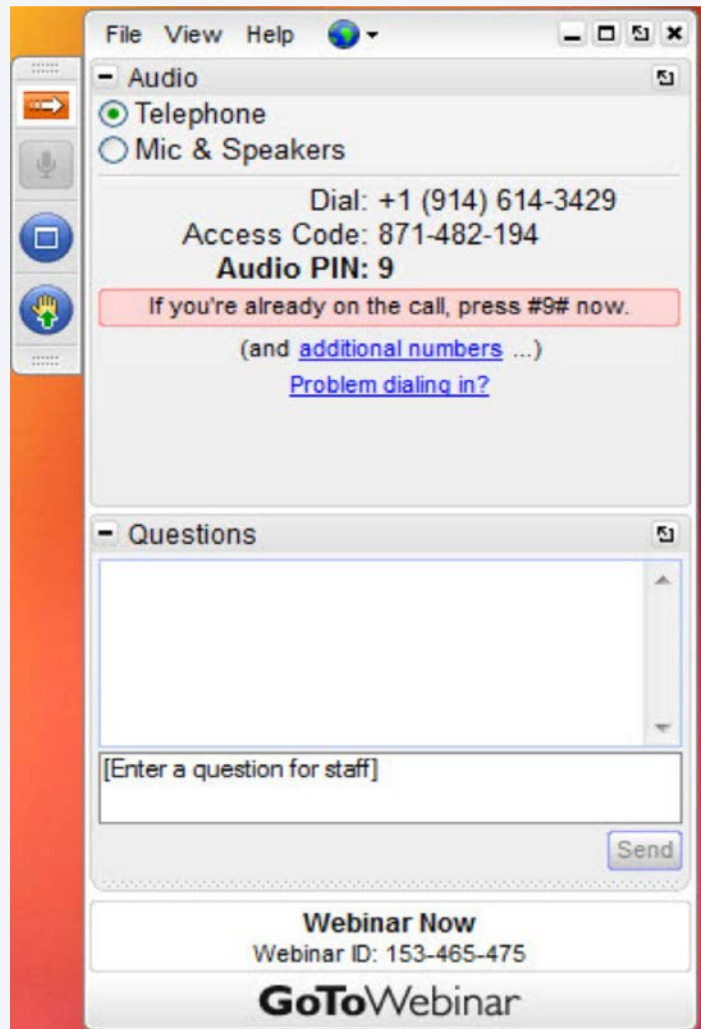 File View Help
Audio
Telephone
Mic & Speakers
Dial: +1 (914) 614-3429
Access Code: 871-482-194
Audio PIN: 9
If you're already on the call, press #9# now.
(and additional numbers ...)
Problem dialing in?
Questions
[Enter a question for staff]
Send
Webinar Now
Webinar ID: 153-465-475
GoToWebinar